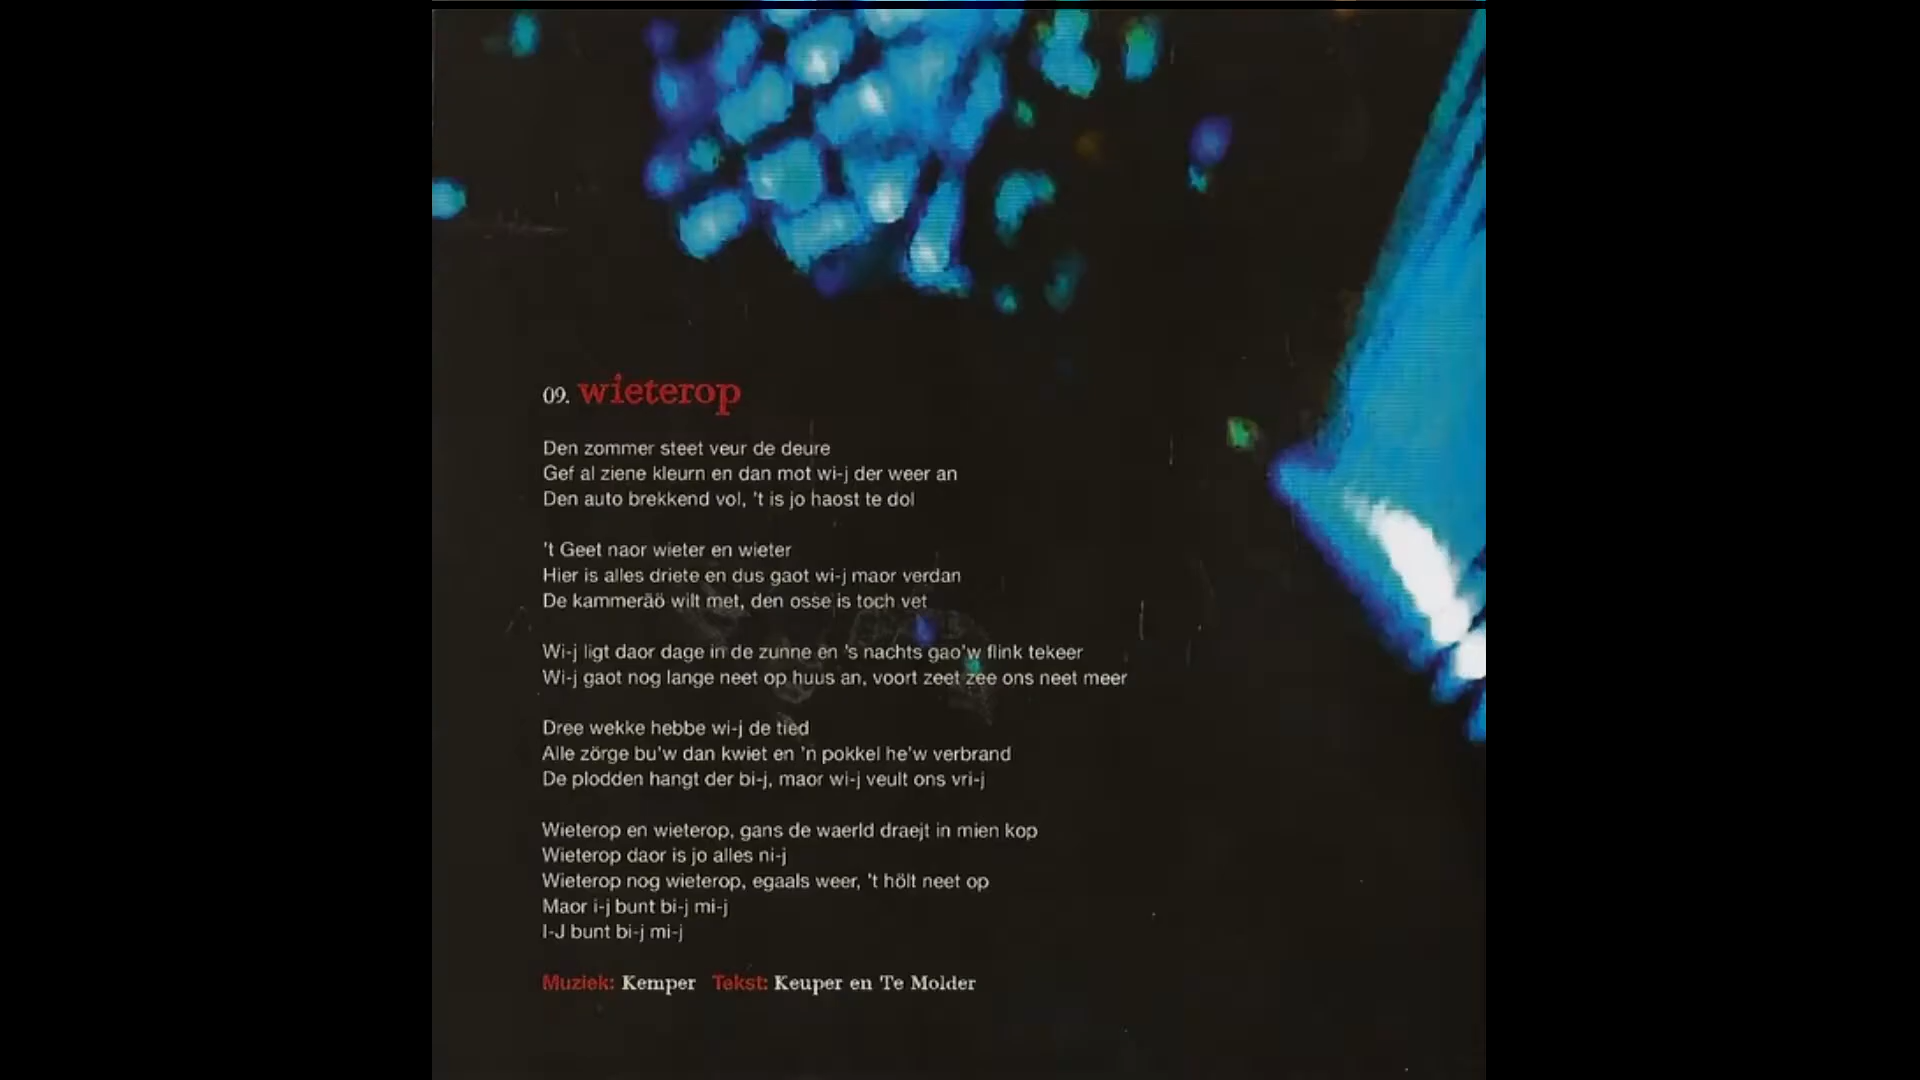 09. wieterop
Den zommer steet veur de deure
Gef al ziene kleurn en dan mot wi-j der weer an
Den auto brekkend vol, 't is jo haost te dol
't Geet naor wieter en wieter
Hier is alles driete en dus gaot wi-j maor verdan
De kammeräö wilt met, den osse is toch vet
Wi-j ligt daor dage in de zunne en 's nachts gao'w flink tekeer
Wi-j gaot nog lange neet op huus an, voort zeet zee ons neet meer
Dree wekke hebbe wi-j de tied
Alle zörge bu'w dan kwiet en 'n pokkel he'w verbrand
De plodden hangt der bi-j, maor wi-j veult ons vri-j
Wieterop en wieterop, gans de waerld draejt in mien kop
Wieterop daor is jo alles ni-j
Wieterop nog wieterop, egaals weer, 't hölt neet op
Maor i-j bunt bi-j mi-j
I-J bunt bi-j mi-j
Muziek: Kemper Tekst: Keuper en Te Molder